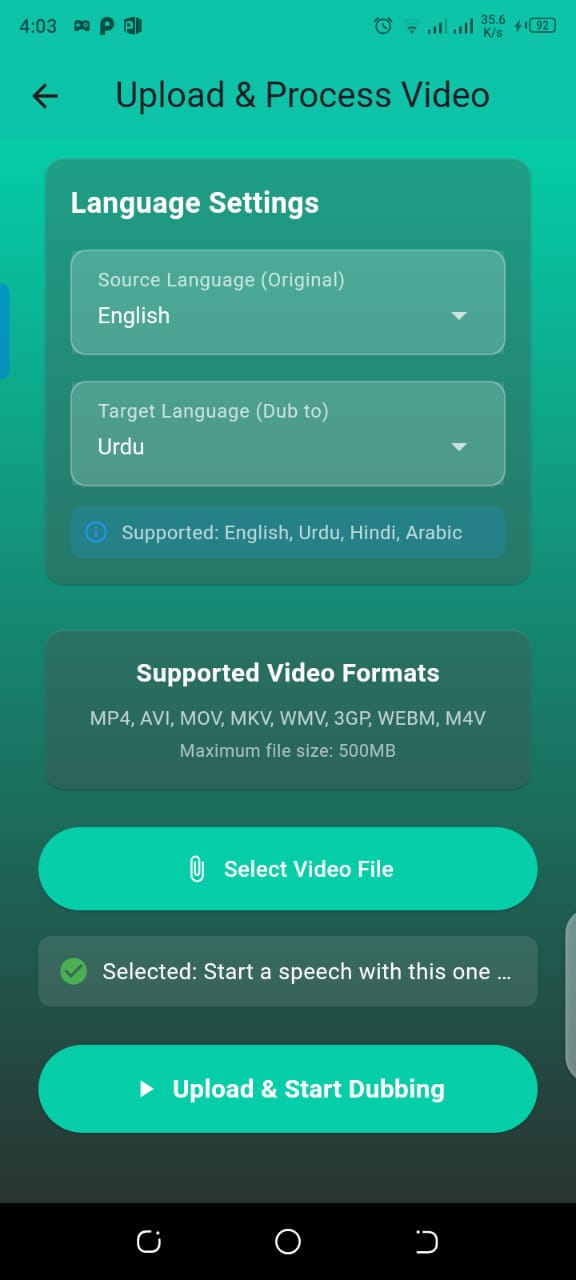 4:03
35.6
K/s
92
Upload & Process Video
Language Settings
Source Language (Original)
English
Target Language (Dub to)
Urdu
Supported: English, Urdu, Hindi, Arabic
Supported Video Formats
MP4, AVI, MOV, MKV, WMV, 3GP, WEBM, M4V
Maximum file size: 500MB
Select Video File
Selected: Start a speech with this one ...
Upload & Start Dubbing